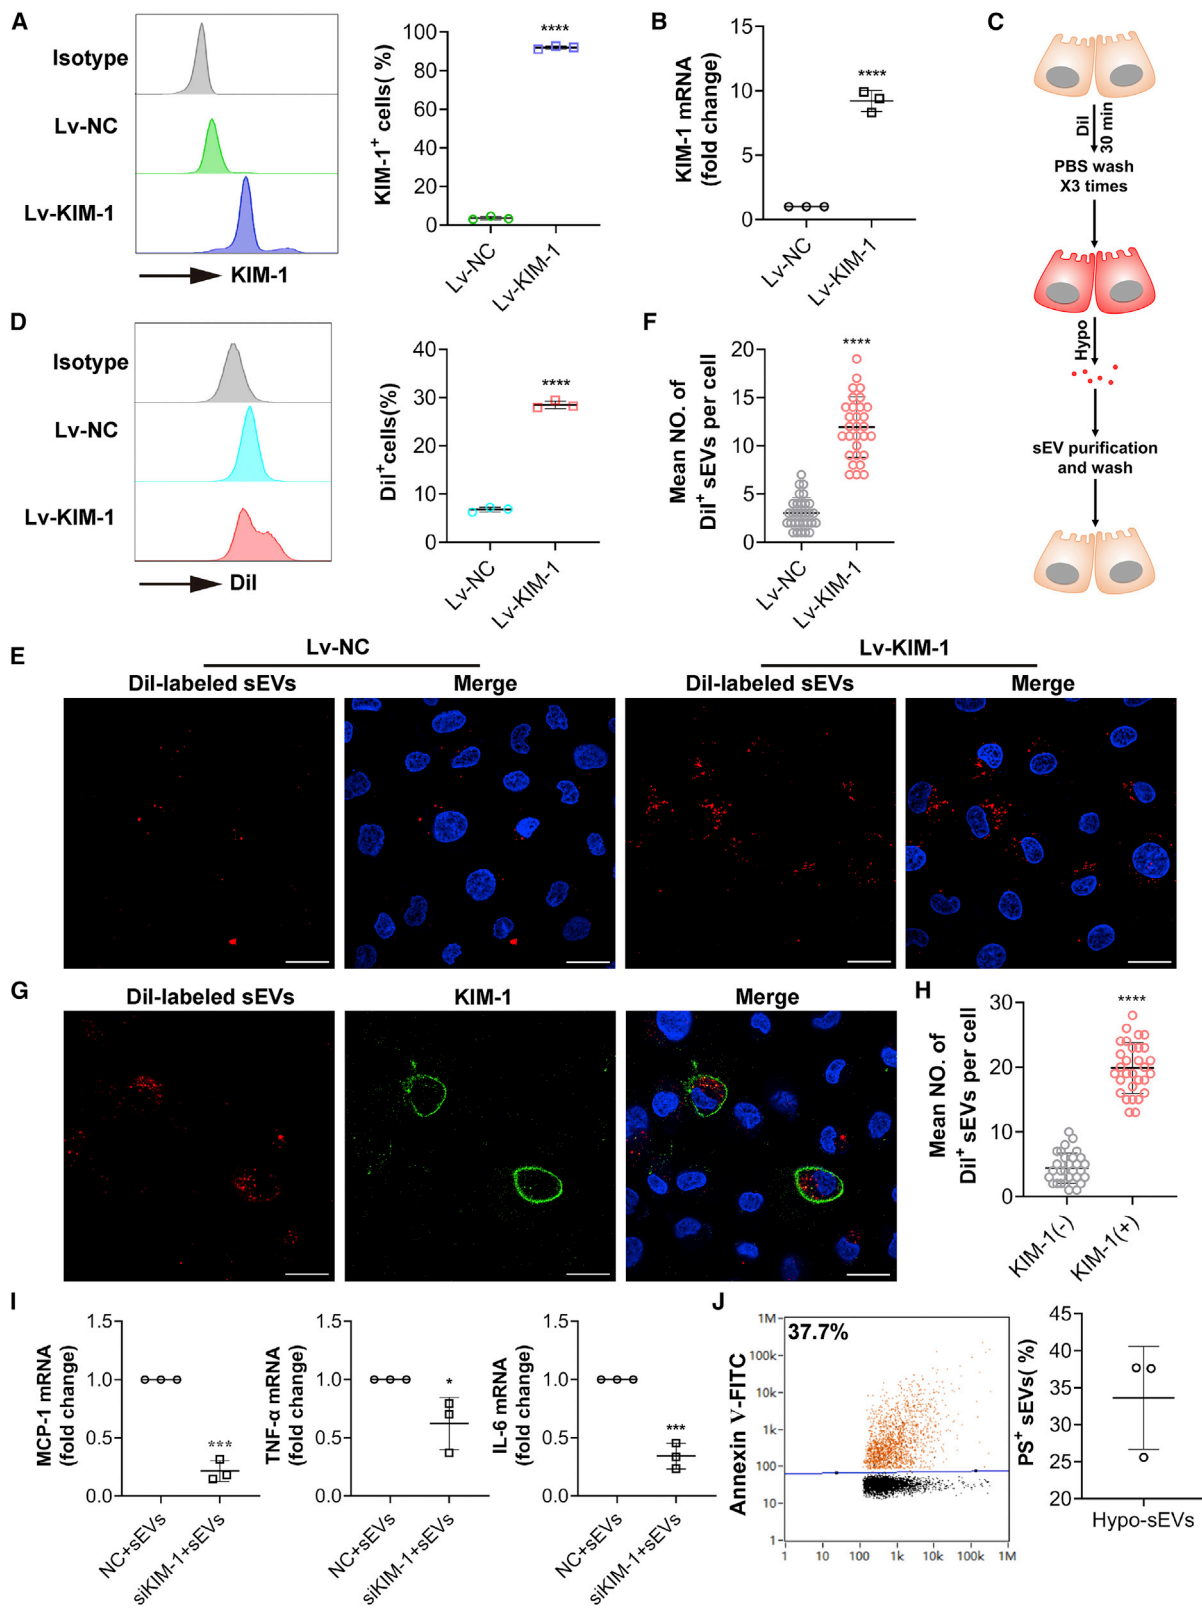 A
Isotype
Lv-NC
Lv-KIM-1
KIM-1
KIM-1+ cells( %)
100
80
60
40
20
0
****
Lv-NC
Lv-KIM-1
B
KIM-1 mRNA
(fold change)
15
10
5
0
****
Lv-NC
Lv-KIM-1
C
Dil
30 min
PBS wash
X3 times
Hypo
sEV purification
and wash
D
Isotype
Lv-NC
Lv-KIM-1
Dil
Dil+cells(%)
40
30
20
10
0
****
Lv-NC
Lv-KIM-1
F
Mean NO. of
Dil+ sEVs per cell
20
15
10
5
0
****
Lv-NC
Lv-KIM-1
E
Lv-NC
Lv-KIM-1
Dil-labeled sEVs
Merge
Dil-labeled sEVs
Merge
G
Dil-labeled sEVs
KIM-1
Merge
H
Mean NO. of
Dil+ sEVs per cell
30
20
10
0
****
KIM-1(-)
KIM-1(+)
I
MCP-1 mRNA
(fold change)
1.5
1.0
0.5
0.0
***
NC+sEVs
siKIM-1+sEVs
TNF-α mRNA
(fold change)
1.5
1.0
0.5
0.0
*
NC+sEVs
siKIM-1+sEVs
IL-6 mRNA
(fold change)
1.5
1.0
0.5
0.0
***
NC+sEVs
siKIM-1+sEVs
J
37.7%
Annexin V-FITC
1M
100k
10k
1k
100
10
1
1 10 100 1k 10k 100k 1M
PS+ sEVs( %)
45
40
35
30
25
20
Hypo-sEVs